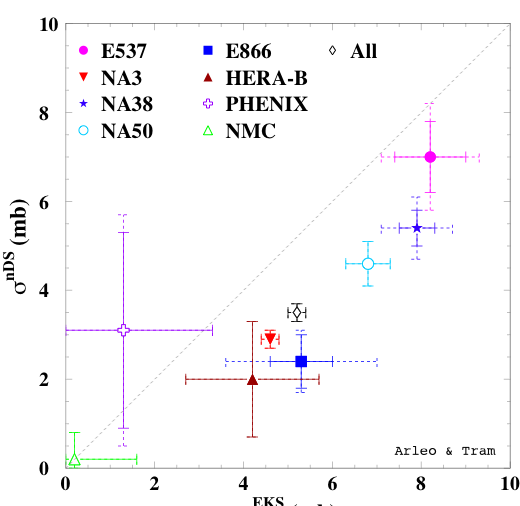 10
E537 E866 All
NA3 HERA-B
NA38 PHENIX
NA50 NMC
8
6
4
2
0
σnDS (mb)
Arleo & Tram
0 2 4 6 8 10
EKS